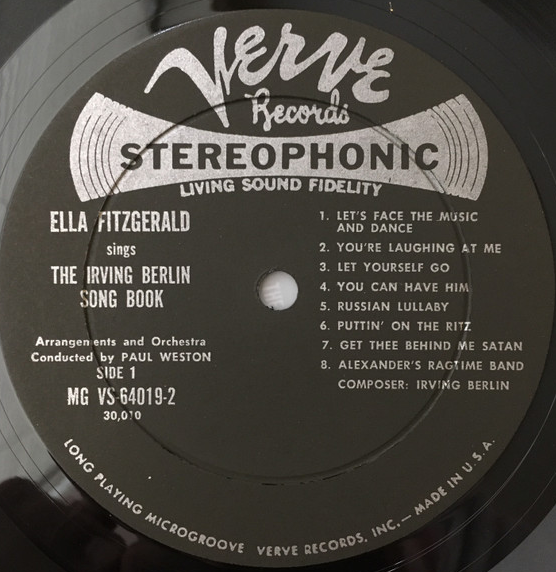 Verve
Records
STEREOPHONIC
LIVING SOUND FIDELITY
ELLA FITZGERALD
sings
THE IRVING BERLIN
SONG BOOK
Arrangements and Orchestra
Conducted by PAUL WESTON
SIDE 1
MG VS-64019-2
30,010
1. LET'S FACE THE MUSIC
AND DANCE
2. YOU'RE LAUGHING AT ME
3. LET YOURSELF GO
4. YOU CAN HAVE HIM
5. RUSSIAN LULLABY
6. PUTTIN' ON THE RITZ
7. GET THEE BEHIND ME SATAN
8. ALEXANDER'S RAGTIME BAND
COMPOSER: IRVING BERLIN
LONG PLAYING MICROGROOVE VERVE RECORDS, INC.— MADE IN U.S.A.